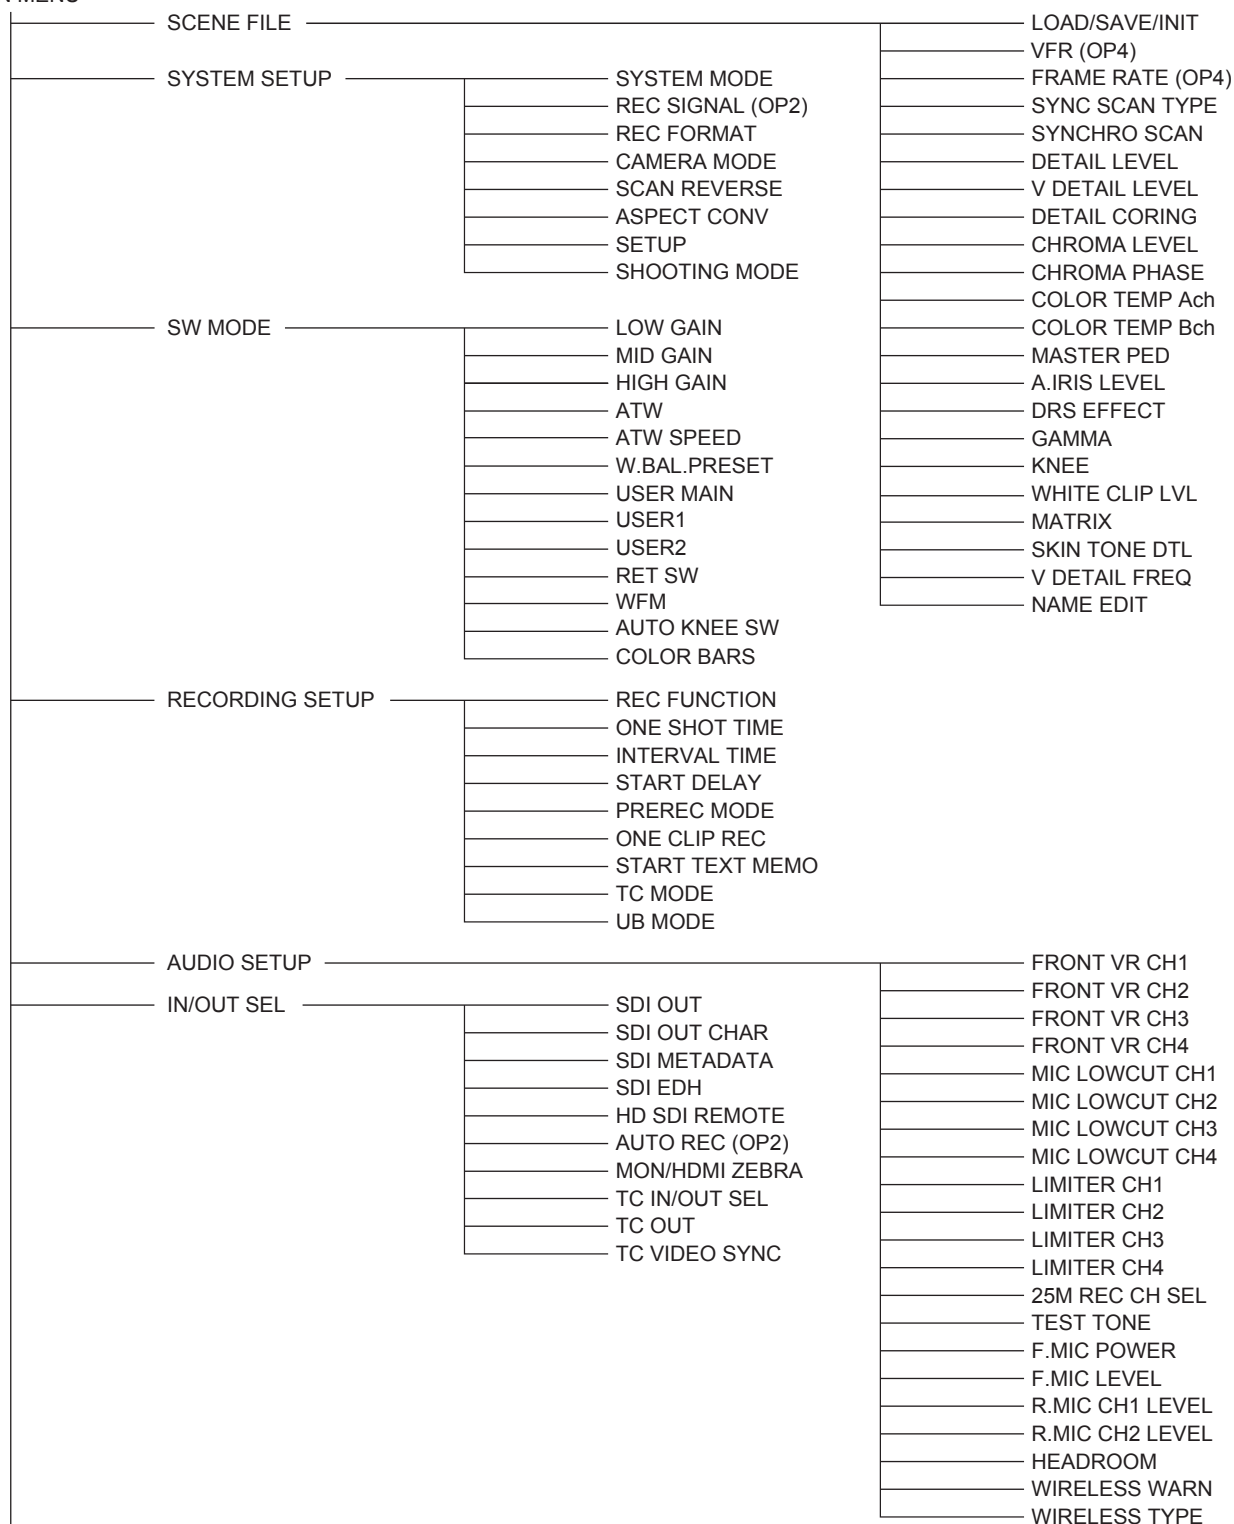 SCENE FILE
LOAD/SAVE/INIT
VFR (OP4)
FRAME RATE (OP4)
SYNC SCAN TYPE
SYNCHRO SCAN
DETAIL LEVEL
V DETAIL LEVEL
DETAIL CORING
CHROMA LEVEL
CHROMA PHASE
COLOR TEMP Ach
COLOR TEMP Bch
MASTER PED
A.IRIS LEVEL
DRS EFFECT
GAMMA
KNEE
WHITE CLIP LVL
MATRIX
SKIN TONE DTL
V DETAIL FREQ
NAME EDIT
SYSTEM SETUP
SYSTEM MODE
REC SIGNAL (OP2)
REC FORMAT
CAMERA MODE
SCAN REVERSE
ASPECT CONV
SETUP
SHOOTING MODE
SW MODE
LOW GAIN
MID GAIN
HIGH GAIN
ATW
ATW SPEED
W.BAL.PRESET
USER MAIN
USER1
USER2
RET SW
WFM
AUTO KNEE SW
COLOR BARS
RECORDING SETUP
REC FUNCTION
ONE SHOT TIME
INTERVAL TIME
START DELAY
PREREC MODE
ONE CLIP REC
START TEXT MEMO
TC MODE
UB MODE
AUDIO SETUP
FRONT VR CH1
FRONT VR CH2
FRONT VR CH3
FRONT VR CH4
MIC LOWCUT CH1
MIC LOWCUT CH2
MIC LOWCUT CH3
MIC LOWCUT CH4
LIMITER CH1
LIMITER CH2
LIMITER CH3
LIMITER CH4
25M REC CH SEL
TEST TONE
F.MIC POWER
F.MIC LEVEL
R.MIC CH1 LEVEL
R.MIC CH2 LEVEL
HEADROOM
WIRELESS WARN
WIRELESS TYPE
IN/OUT SEL
SDI OUT
SDI OUT CHAR
SDI METADATA
SDI EDH
HD SDI REMOTE
AUTO REC (OP2)
MON/HDMI ZEBRA
TC IN/OUT SEL
TC OUT
TC VIDEO SYNC